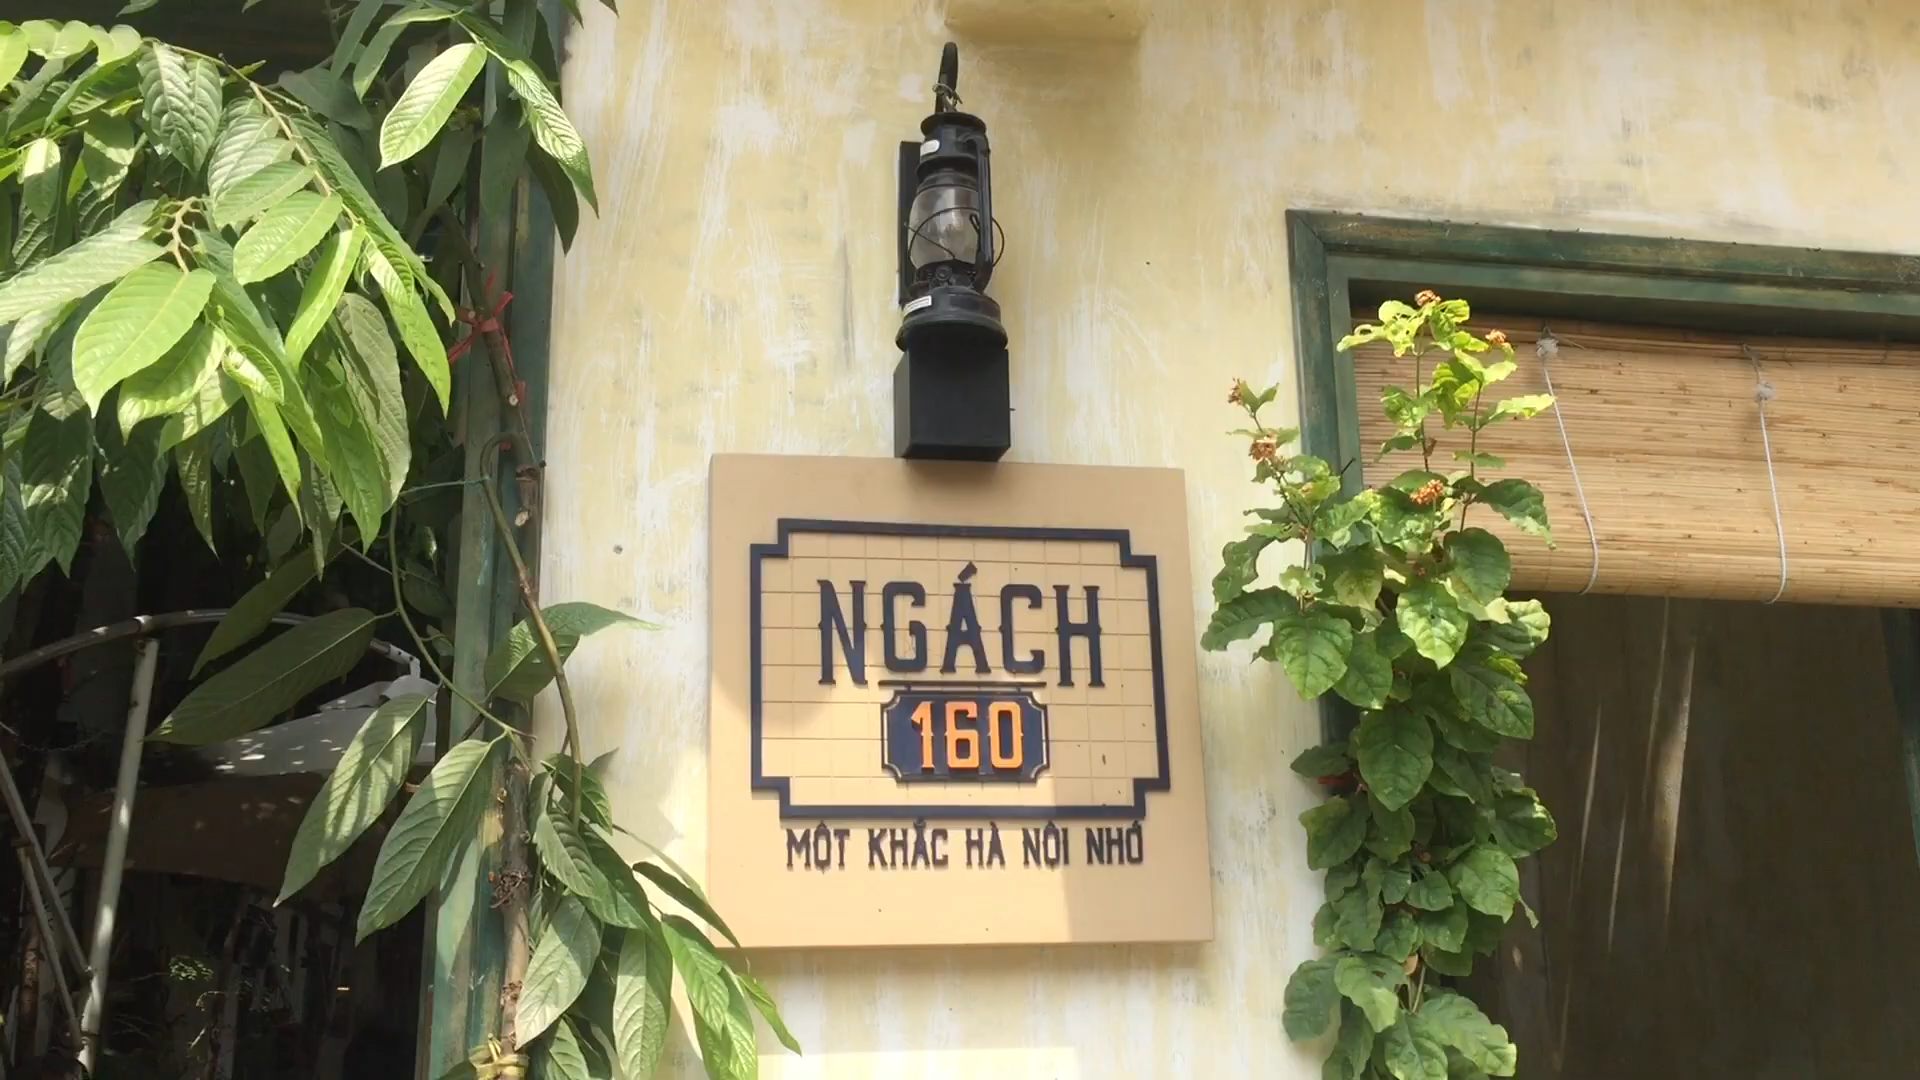 NGÁCH
160
MỘT KHẮC HÀ NỘI NHỚ